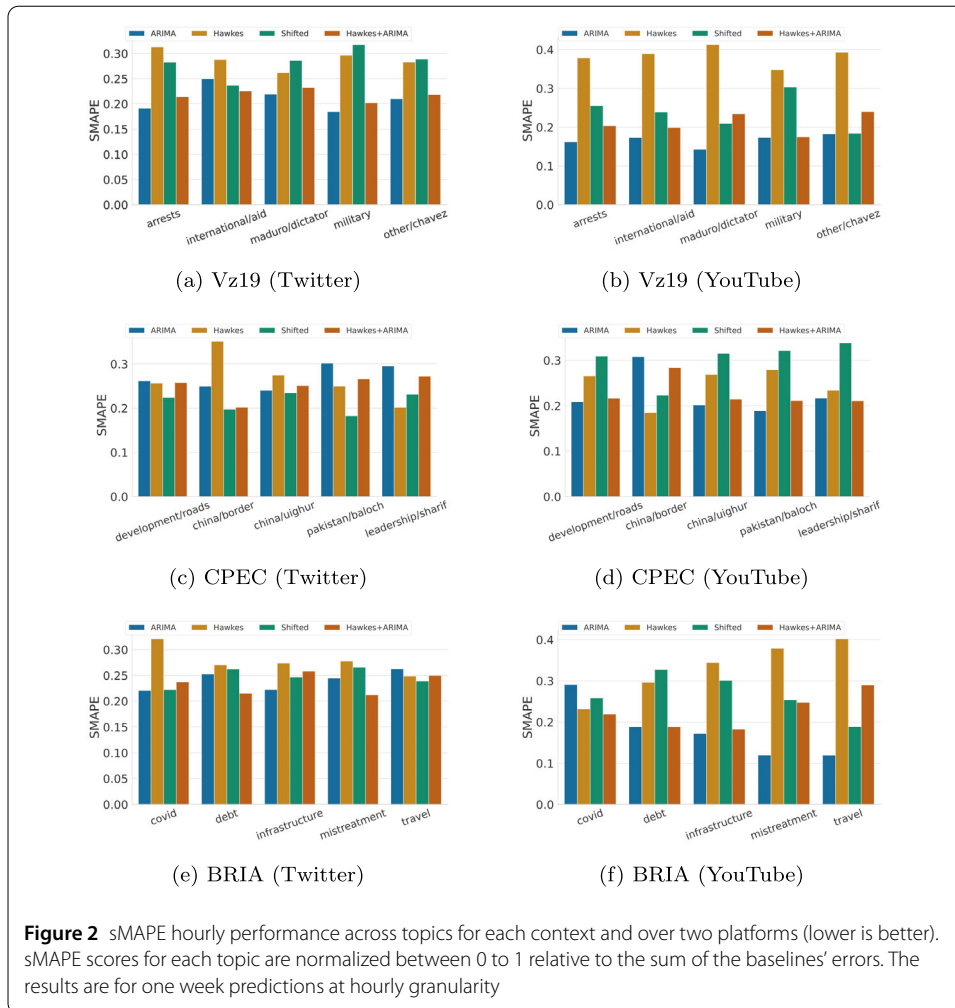 ARIMA Hawkes Shifted Hawkes+ARIMA
SMAPE
0.30
0.25
0.20
0.15
0.10
0.05
0.00
arrests international/aid maduro/dictator military other/chavez
(a) Vz19 (Twitter)
ARIMA Hawkes Shifted Hawkes+ARIMA
SMAPE
0.4
0.3
0.2
0.1
0.0
arrests international/aid maduro/dictator military other/chavez
(b) Vz19 (YouTube)
ARIMA Hawkes Shifted Hawkes+ARIMA
SMAPE
0.3
0.2
0.1
0.0
development/roads china/border china/uighur pakistan/baloch leadership/sharif
(c) CPEC (Twitter)
ARIMA Hawkes Shifted Hawkes+ARIMA
SMAPE
0.3
0.2
0.1
0.0
development/roads china/border china/uighur pakistan/baloch leadership/sharif
(d) CPEC (YouTube)
ARIMA Hawkes Shifted Hawkes+ARIMA
SMAPE
0.30
0.25
0.20
0.15
0.10
0.05
0.00
covid debt infrastructure mistreatment travel
(e) BRIA (Twitter)
ARIMA Hawkes Shifted Hawkes+ARIMA
SMAPE
0.4
0.3
0.2
0.1
0.0
covid debt infrastructure mistreatment travel
(f) BRIA (YouTube)
Figure 2 sMAPE hourly performance across topics for each context and over two platforms (lower is better).
sMAPE scores for each topic are normalized between 0 to 1 relative to the sum of the baselines' errors. The
results are for one week predictions at hourly granularity